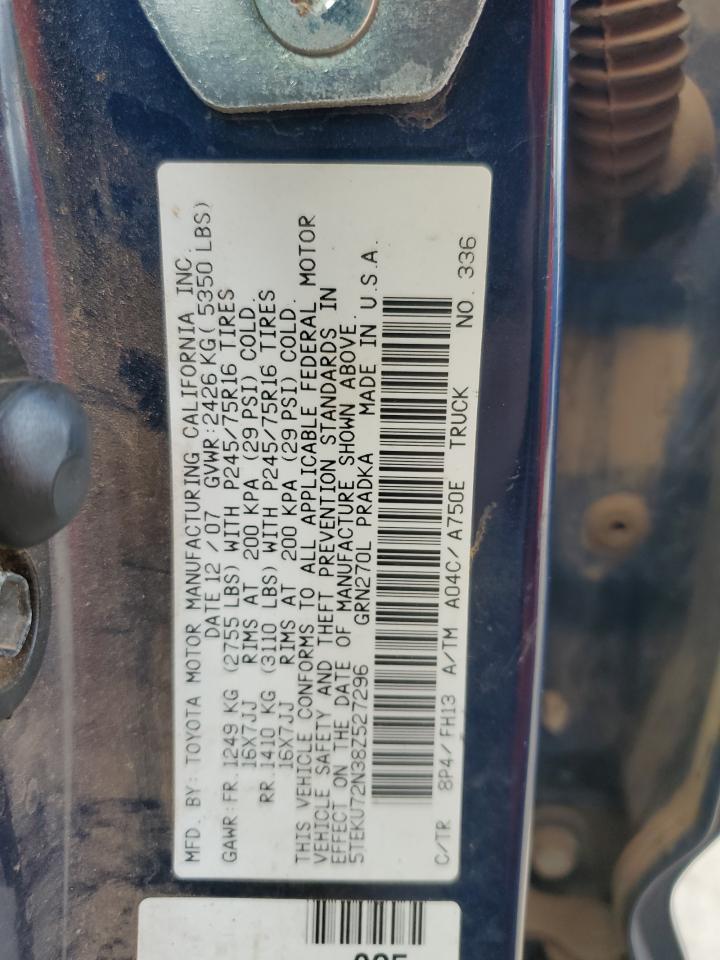 MFD. BY: TOYOTA MOTOR MANUFACTURING CALIFORNIA INC.
DATE 12 / 07 GVWR: 2426 KG( 5350 LBS)
GAWR: FR. 1249 KG (2755 LBS) WITH P245/75R16 TIRES
16X7JJ RIMS AT 200 KPA (29 PSI) COLD.
RR. 1410 KG (3110 LBS) WITH P245/75R16 TIRES
16X7JJ RIMS AT 200 KPA (29 PSI) COLD.
THIS VEHICLE CONFORMS TO ALL APPLICABLE FEDERAL MOTOR
VEHICLE SAFETY AND THEFT PREVENTION STANDARDS IN
EFFECT ON THE DATE OF MANUFACTURE SHOWN ABOVE.
5TEKU72N38Z527296 GRN270L PRADKA MADE IN U.S.A.
C/TR 8P4/FH13 A/TM A04C/A750E TRUCK NO. 336